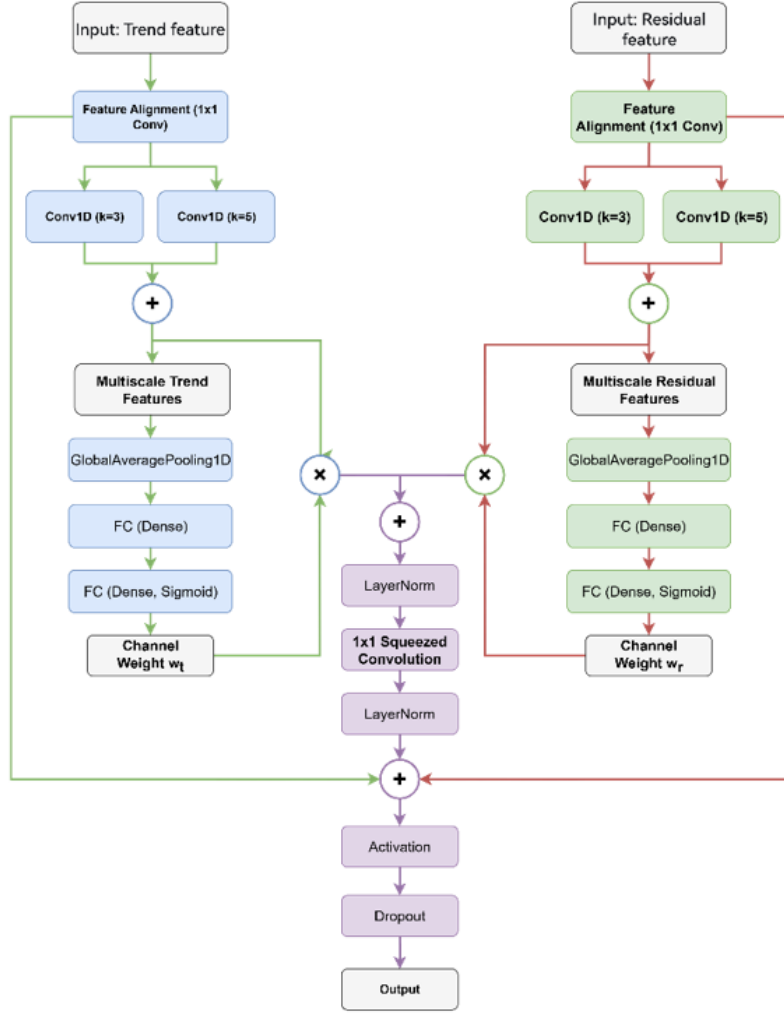 Input: Trend feature
Feature Alignment (1x1
Conv)
Conv1D (k=3)
Conv1D (k=5)
+
Multiscale Trend
Features
GlobalAveragePooling1D
FC (Dense)
FC (Dense, Sigmoid)
Channel
Weight wt
×
Input: Residual
feature
Feature
Alignment (1x1 Conv)
Conv1D (k=3)
Conv1D (k=5)
+
Multiscale Residual
Features
GlobalAveragePooling1D
FC (Dense)
FC (Dense, Sigmoid)
Channel
Weight wr
×
+
LayerNorm
1x1 Squeezed
Convolution
LayerNorm
+
Activation
Dropout
Output